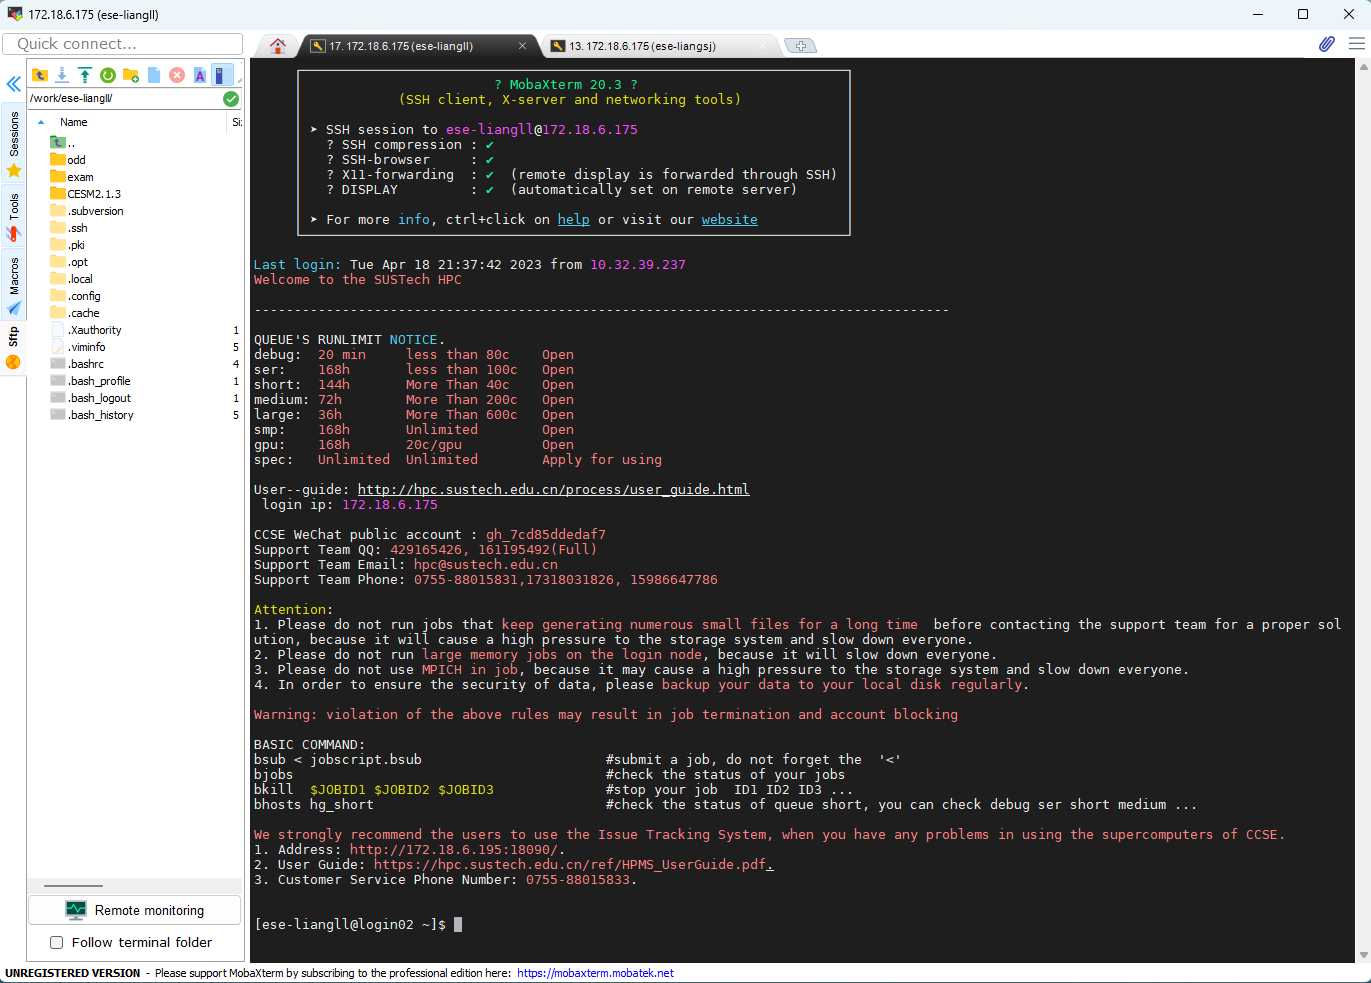 172.18.6.175 (ese-liangll)
Quick connect...
17. 172.18.6.175 (ese-liangll)
13. 172.18.6.175 (ese-liangsj)
/work/ese-liangll/
Name
Si
..
odd
exam
CESM2.1.3
.subversion
.ssh
.pki
.opt
.local
.config
.cache
.Xauthority 1
.viminfo 5
.bashrc 4
.bash_profile 1
.bash_logout 1
.bash_history 5
Sessions
Tools
Macros
Sftp
Remote monitoring
Follow terminal folder
? MobaXterm 20.3 ?
(SSH client, X-server and networking tools)
➤ SSH session to ese-liangll@172.18.6.175
? SSH compression : ✔
? SSH-browser     : ✔
? X11-forwarding  : ✔  (remote display is forwarded through SSH)
? DISPLAY         : ✔  (automatically set on remote server)
➤ For more info, ctrl+click on help or visit our website
Last login: Tue Apr 18 21:37:42 2023 from 10.32.39.237
Welcome to the SUSTech HPC
---------------------------------------------------------------------------------------
QUEUE'S RUNLIMIT NOTICE.
debug:  20 min     less than 80c    Open
ser:    168h       less than 100c   Open
short:  144h       More Than 40c    Open
medium: 72h        More Than 200c   Open
large:  36h        More Than 600c   Open
smp:    168h       Unlimited        Open
gpu:    168h       20c/gpu          Open
spec:   Unlimited  Unlimited        Apply for using
User--guide: http://hpc.sustech.edu.cn/process/user_guide.html
login ip: 172.18.6.175
CCSE WeChat public account : gh_7cd85ddedaf7
Support Team QQ: 429165426, 161195492(Full)
Support Team Email: hpc@sustech.edu.cn
Support Team Phone: 0755-88015831,17318031826, 15986647786
Attention:
1. Please do not run jobs that keep generating numerous small files for a long time  before contacting the support team for a proper sol
ution, because it will cause a high pressure to the storage system and slow down everyone.
2. Please do not run large memory jobs on the login node, because it will slow down everyone.
3. Please do not use MPICH in job, because it may cause a high pressure to the storage system and slow down everyone.
4. In order to ensure the security of data, please backup your data to your local disk regularly.
Warning: violation of the above rules may result in job termination and account blocking
BASIC COMMAND:
bsub < jobscript.bsub                       #submit a job, do not forget the  '<'
bjobs                                       #check the status of your jobs
bkill  $JOBID1 $JOBID2 $JOBID3              #stop your job  ID1 ID2 ID3 ...
bhosts hg_short                             #check the status of queue short, you can check debug ser short medium ...
We strongly recommend the users to use the Issue Tracking System, when you have any problems in using the supercomputers of CCSE.
1. Address: http://172.18.6.195:18090/.
2. User Guide: https://hpc.sustech.edu.cn/ref/HPMS_UserGuide.pdf.
3. Customer Service Phone Number: 0755-88015833.
[ese-liangll@login02 ~]$
UNREGISTERED VERSION - Please support MobaXterm by subscribing to the professional edition here: https://mobaxterm.mobatek.net